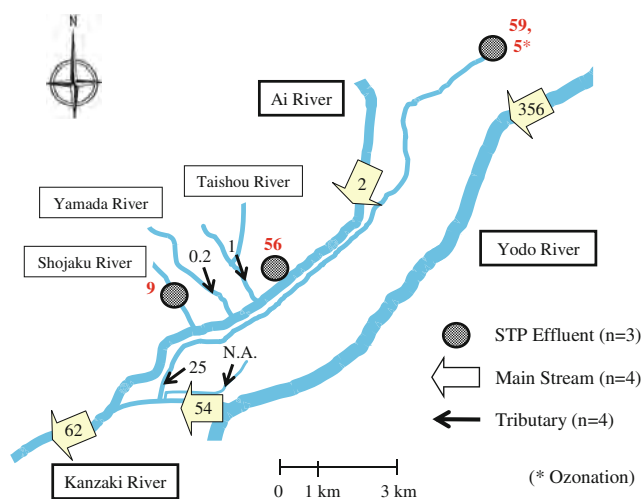 N
59,
5*
Ai River
356
2
Taishou River
Yamada River
1
56
0.2
Shojaku River
9
Yodo River
STP Effluent (n=3)
N.A.
25
Main Stream (n=4)
54
Tributary (n=4)
62
Kanzaki River
0 1 km 3 km
(* Ozonation)